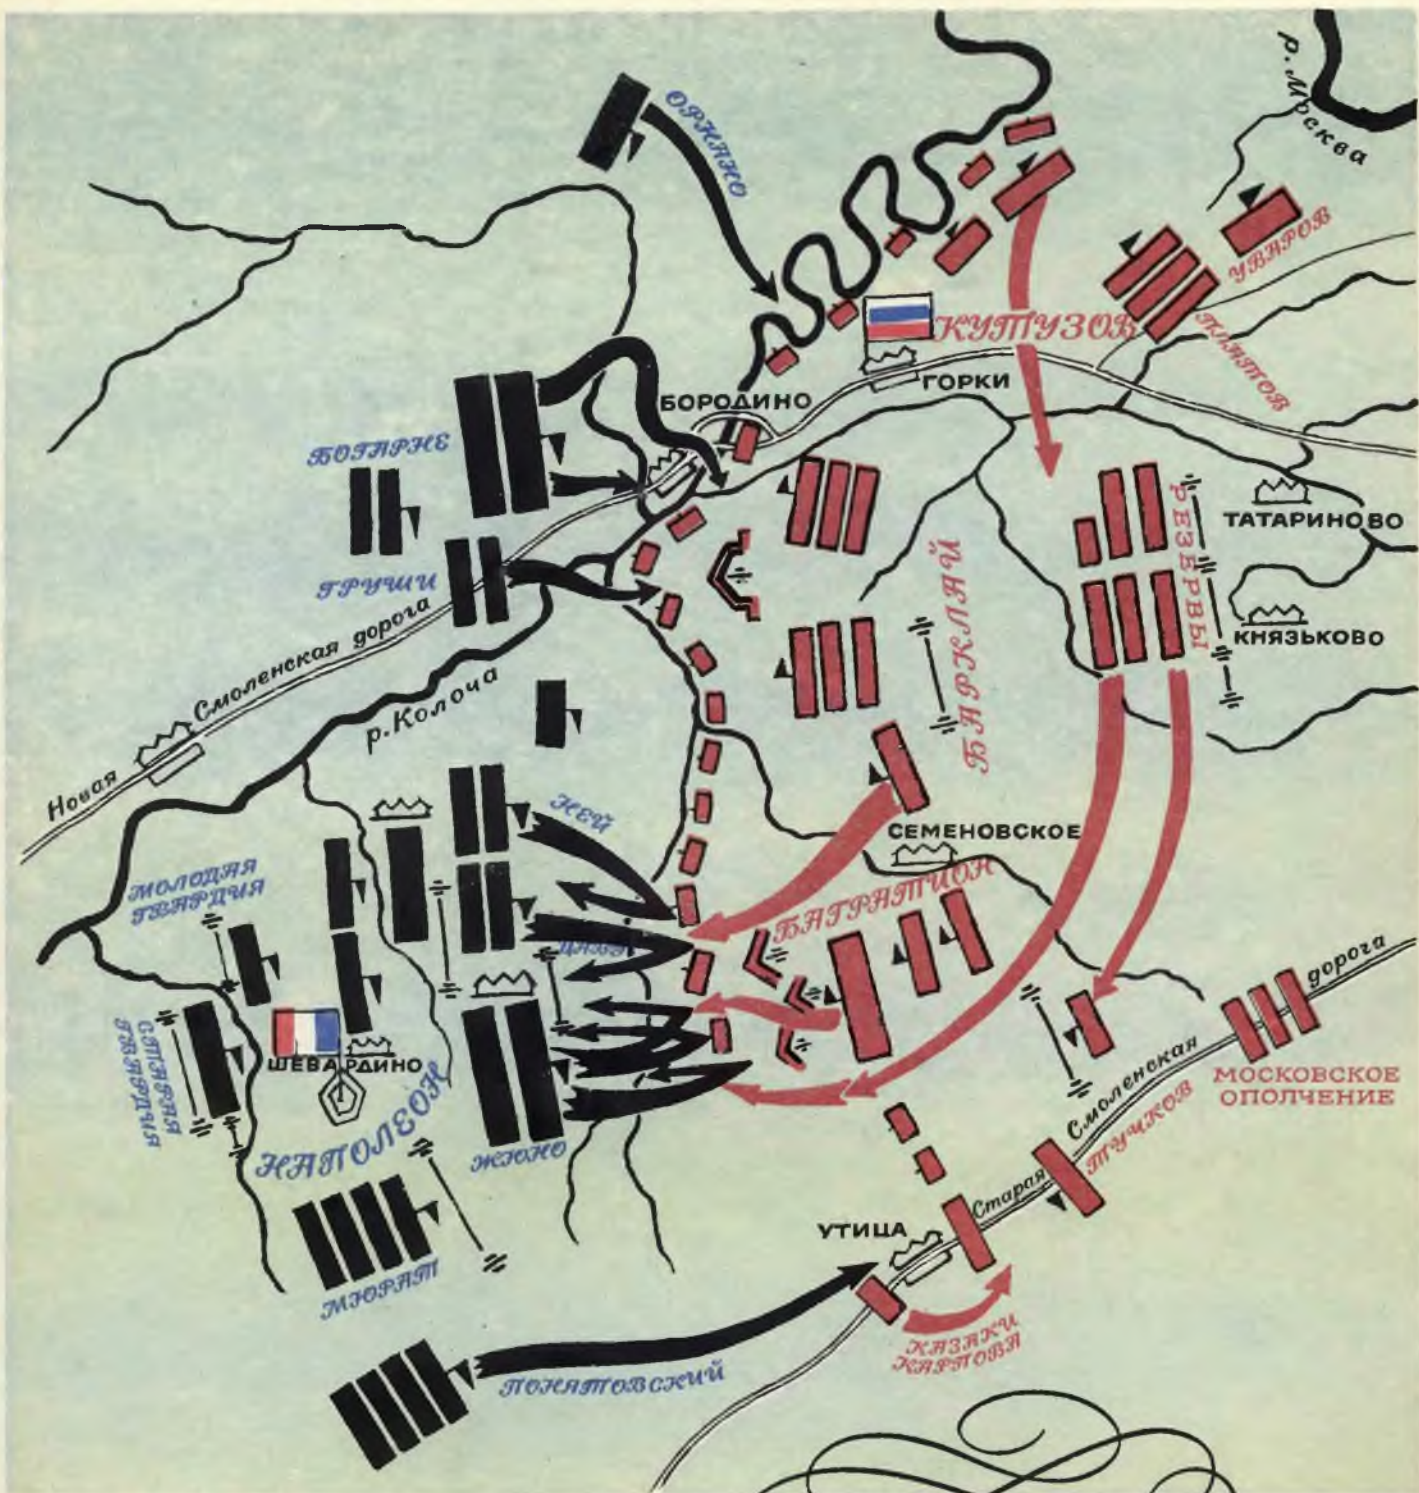 р. Москва
ОРНАНО
УВАРОВ
ПЛАТОВ
КУТУЗОВ
ГОРКИ
БОРОДИНО
БОГАРНЕ
ГРУШИ
РЕЗЕРВЫ
ТАТАРИНОВО
КНЯЗЬКОВО
БАРКЛАЙ
Новая Смоленская дорога
р. Колоча
НЕЙ
СЕМЕНОВСКОЕ
БАГРАТИОН
МОЛОДАЯ
ГВАРДИЯ
ДАВУ
СТАРАЯ
ГВАРДИЯ
ШЕВАРДИНО
НАПОЛЕОН
ЖЮНО
МЮРАТ
МОСКОВСКОЕ
ОПОЛЧЕНИЕ
ТУЧКОВ
Старая Смоленская дорога
УТИЦА
КАЗАКИ
КАРПОВА
ПОНЯТОВСКИЙ